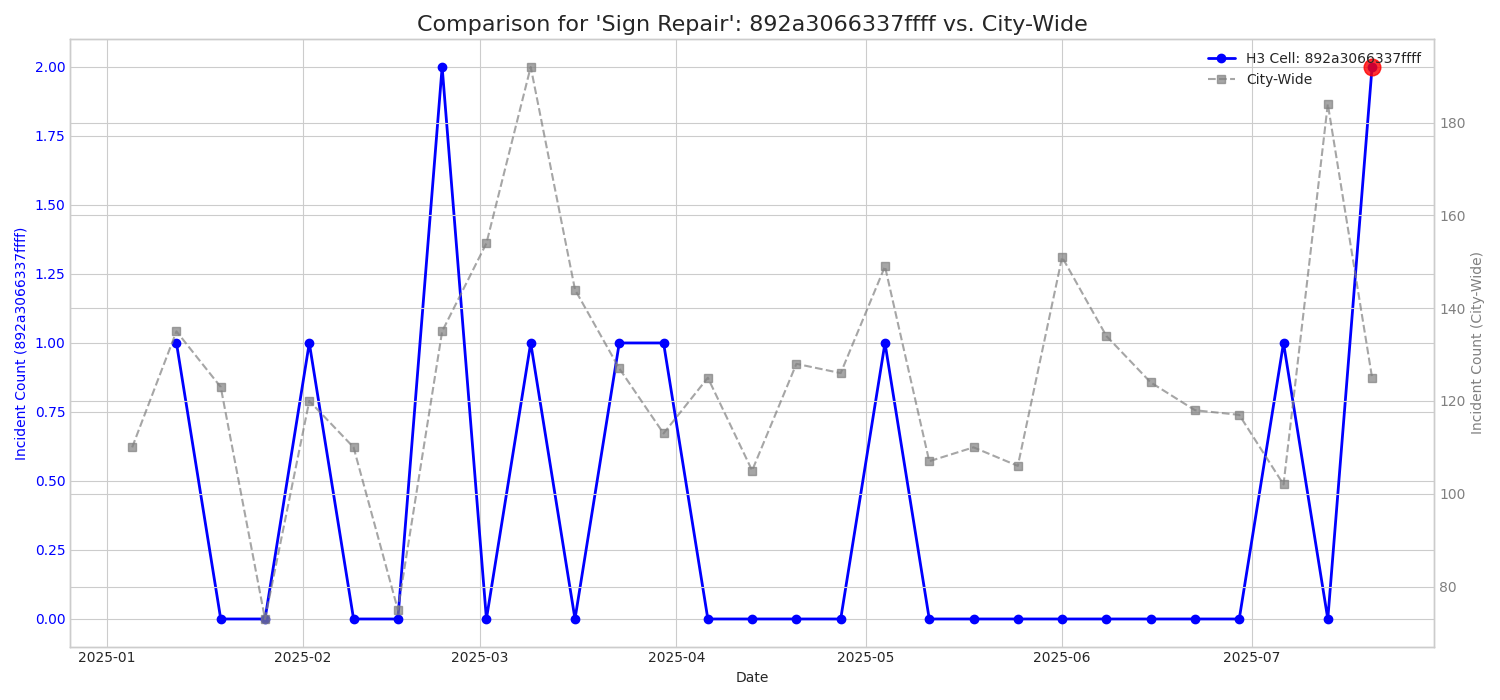 Comparison for 'Sign Repair': 892a3066337ffff vs. City-Wide
H3 Cell: 892a3066337ffff
City-Wide
Incident Count (892a3066337ffff)
2.00
1.75
1.50
1.25
1.00
0.75
0.50
0.25
0.00
180
160
140
120
100
80
Incident Count (City-Wide)
2025-01 2025-02 2025-03 2025-04 2025-05 2025-06 2025-07
Date